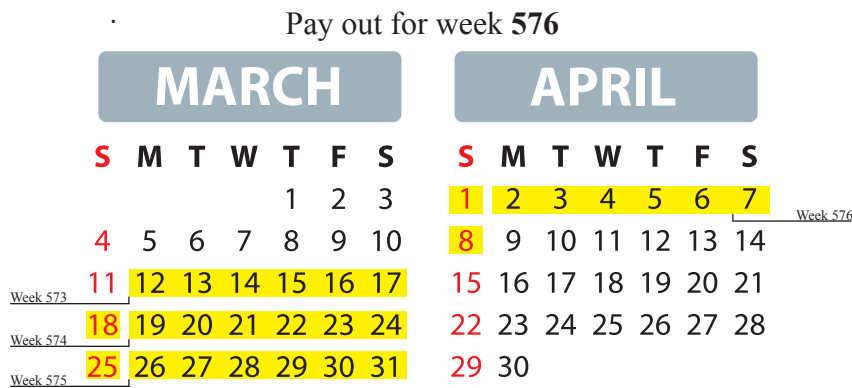 Pay out for week 576
MARCH
S M T W T F S
1 2 3
4 5 6 7 8 9 10
11 12 13 14 15 16 17
Week 573
18 19 20 21 22 23 24
Week 574
25 26 27 28 29 30 31
Week 575
APRIL
S M T W T F S
1 2 3 4 5 6 7
Week 576
8 9 10 11 12 13 14
15 16 17 18 19 20 21
22 23 24 25 26 27 28
29 30